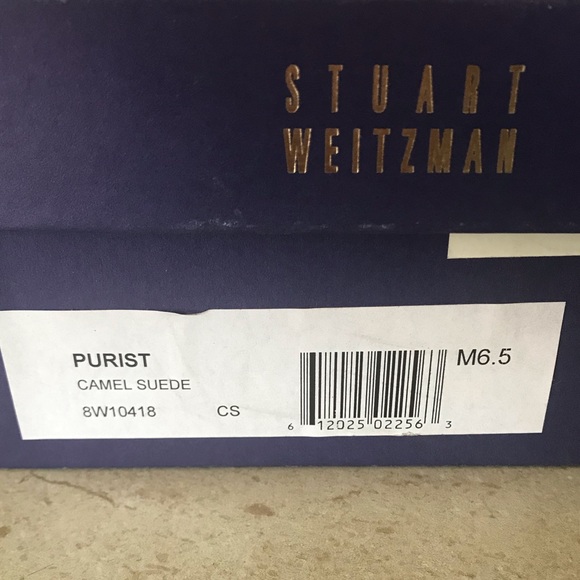 STUART
WEITZMAN
PURIST
CAMEL SUEDE
8W10418 CS
M6.5
6 12025 02256 3